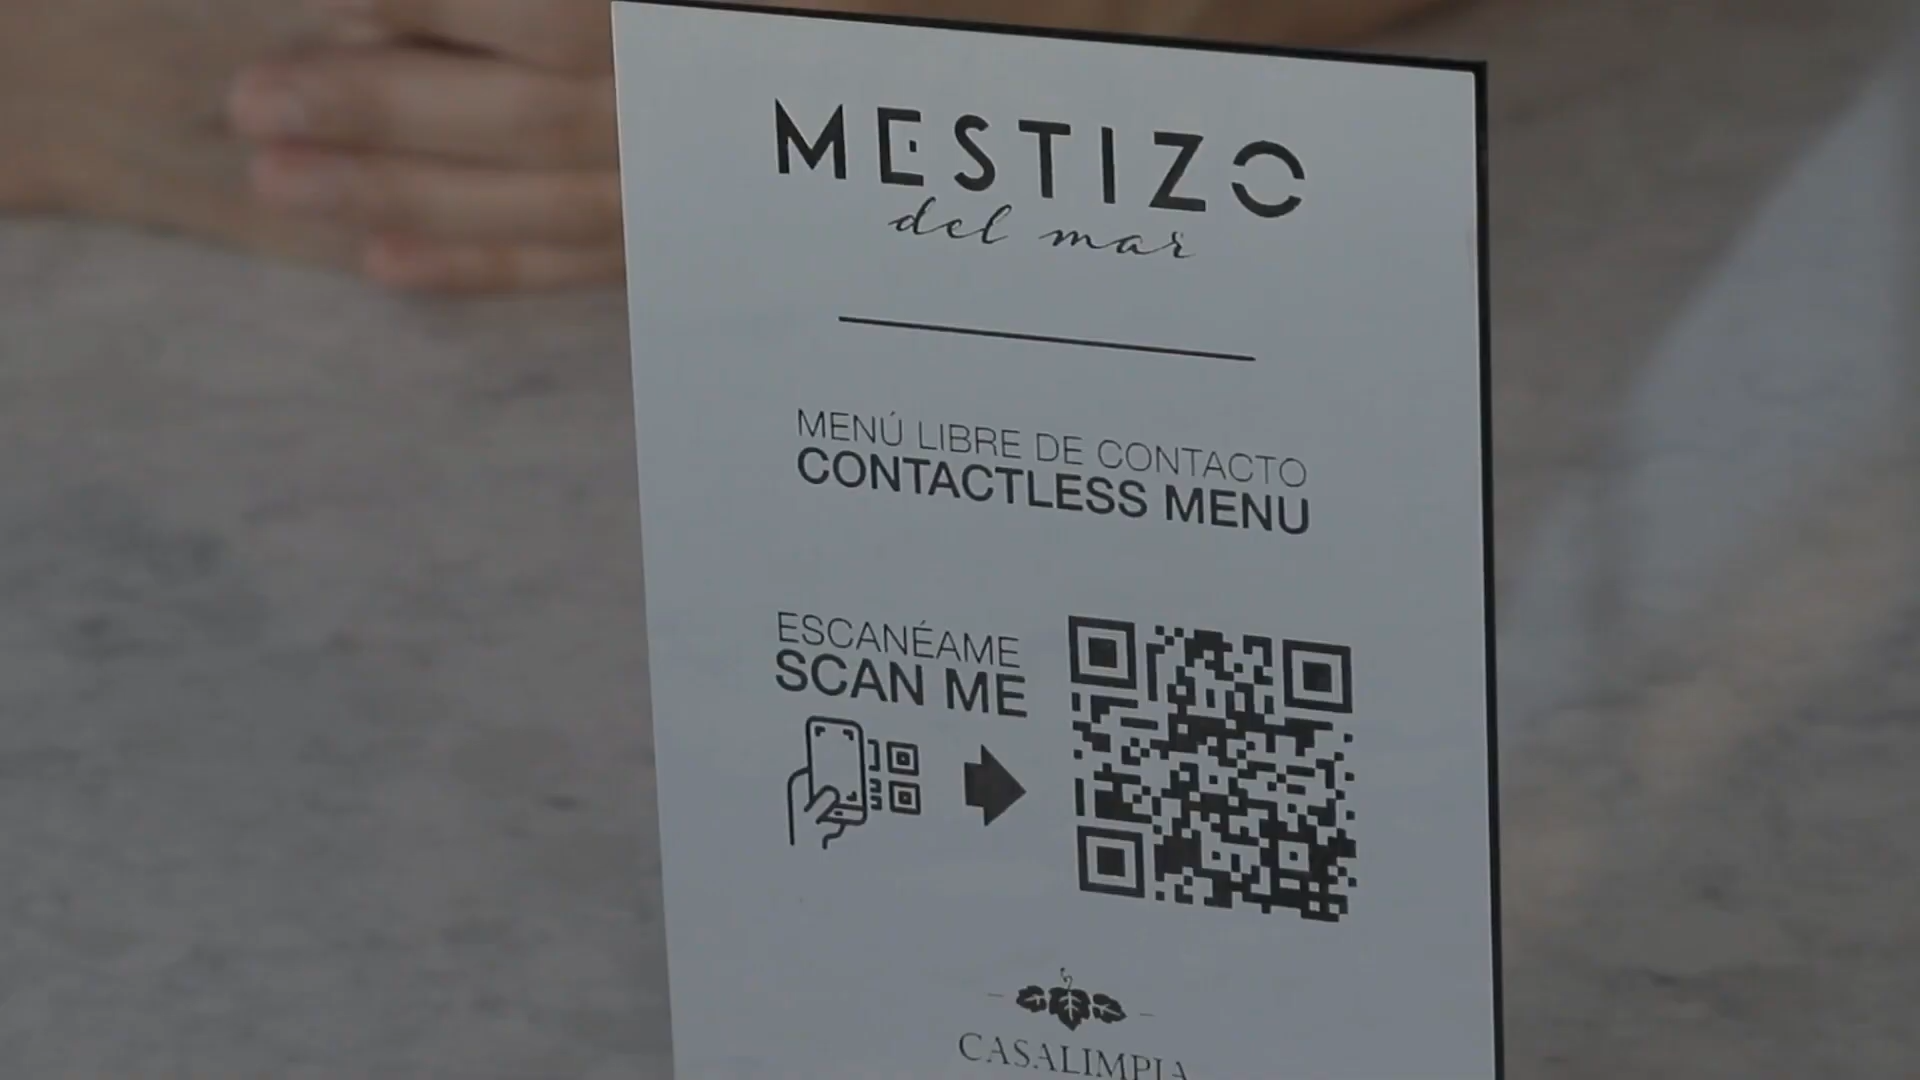 MESTIZO
del mar
MENÚ LIBRE DE CONTACTO
CONTACTLESS MENU
ESCANÉAME
SCAN ME
CASALIMPIA